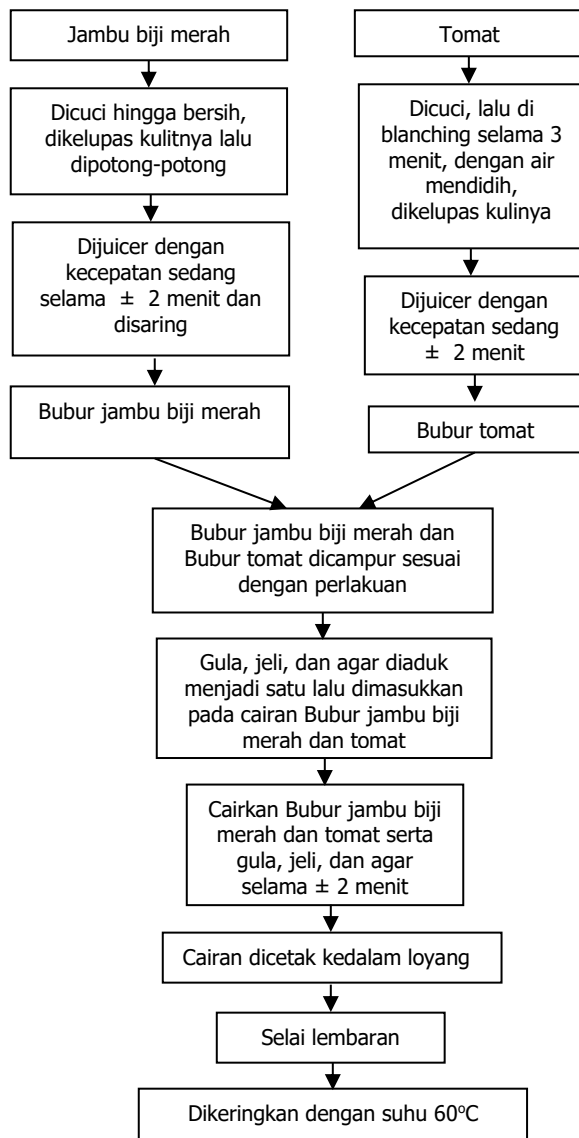 Jambu biji merah
Dicuci hingga bersih,
dikelupas kulitnya lalu
dipotong-potong
Dijuicer dengan
kecepatan sedang
selama ± 2 menit dan
disaring
Bubur jambu biji merah
Tomat
Dicuci, lalu di
blanching selama 3
menit, dengan air
mendidih,
dikelupas kulinya
Dijuicer dengan
kecepatan sedang
± 2 menit
Bubur tomat
Bubur jambu biji merah dan
Bubur tomat dicampur sesuai
dengan perlakuan
Gula, jeli, dan agar diaduk
menjadi satu lalu dimasukkan
pada cairan Bubur jambu biji
merah dan tomat
Cairkan Bubur jambu biji
merah dan tomat serta
gula, jeli, dan agar
selama ± 2 menit
Cairan dicetak kedalam loyang
Selai lembaran
Dikeringkan dengan suhu 60°C